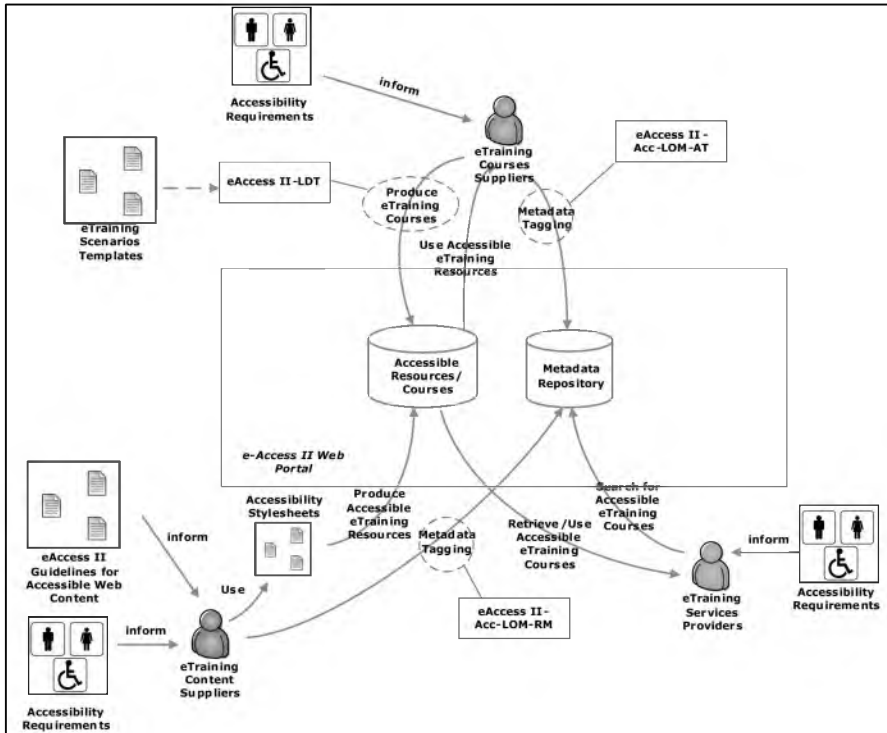 inform
Accessibility
Requirements
eTraining
Courses
Suppliers
eAccess II -
Acc-LOM-AT
eAccess II-LDT
Produce
eTraining
Courses
Metadata
Tagging
eTraining
Scenarios
Templates
Use Accessible
eTraining
Resources
Accessible
Resources/
Courses
Metadata
Repository
e-Access II Web
Portal
Accessibility
Stylesheets
Produce
Accessible
eTraining
Resources
Search for
Accessible
eTraining
Courses
Retrieve/Use
Accessible
eTraining
Courses
Metadata
Tagging
inform
eAccess II
Guidelines for
Accessible Web
Content
Use
inform
eTraining
Services
Providers
Accessibility
Requirements
eAccess II-
Acc-LOM-RM
inform
eTraining
Content
Suppliers
Accessibility
Requirements